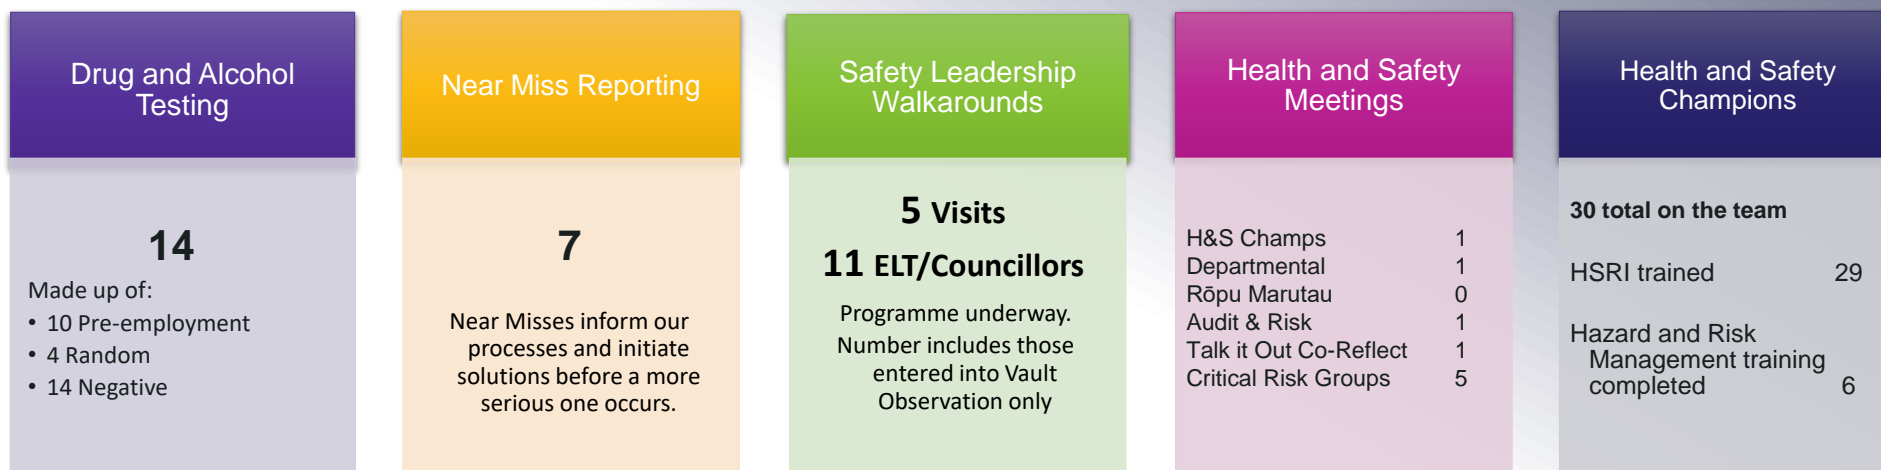 Drug and Alcohol
Testing
14
Made up of:
• 10 Pre-employment
• 4 Random
• 14 Negative
Near Miss Reporting
7
Near Misses inform our
processes and initiate
solutions before a more
serious one occurs.
Safety Leadership
Walkarounds
5 Visits
11 ELT/Councillors
Programme underway.
Number includes those
entered into Vault
Observation only
Health and Safety
Meetings
H&S Champs 1
Departmental 1
Rōpu Marutau 0
Audit & Risk 1
Talk it Out Co-Reflect 1
Critical Risk Groups 5
Health and Safety
Champions
30 total on the team
HSRI trained 29
Hazard and Risk
Management training
completed 6